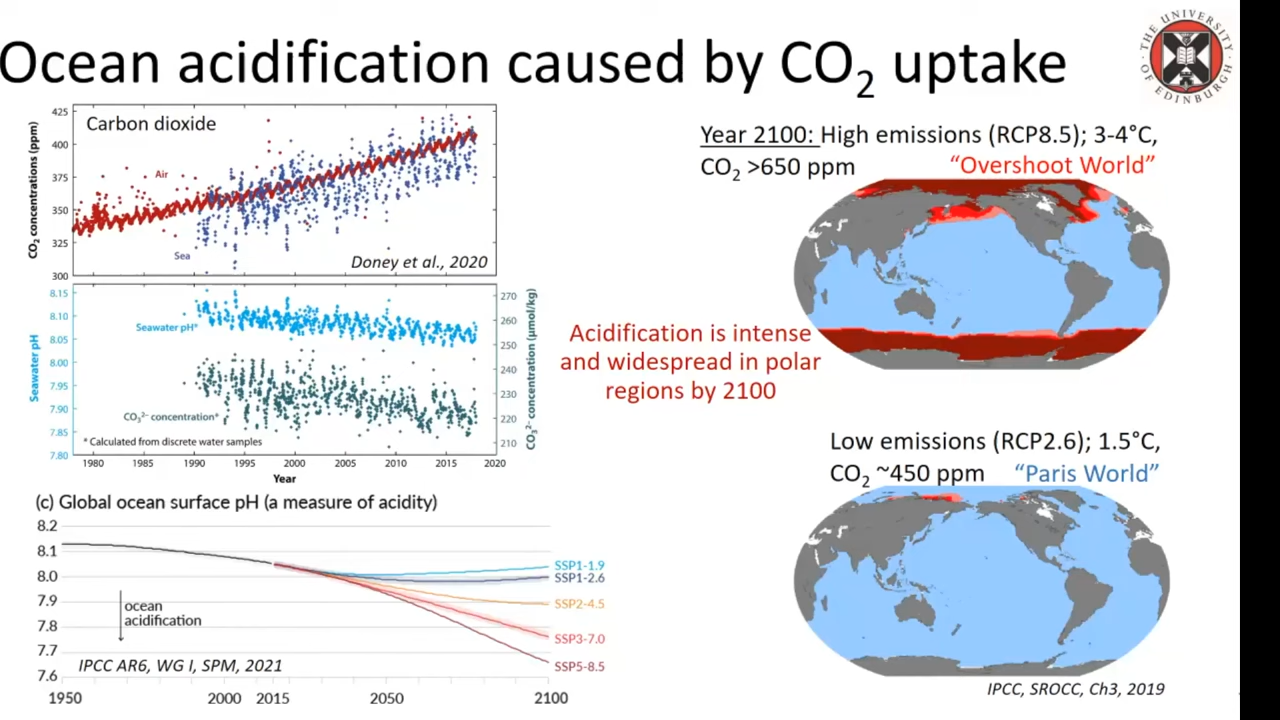 Ocean acidification caused by CO₂ uptake
THE UNIVERSITY OF EDINBURGH
Carbon dioxide
CO₂ concentrations (ppm)
425
400
375
350
325
300
Air
Sea
Doney et al., 2020
Seawater pH
8.15
8.10
8.05
8.00
7.95
7.90
7.85
7.80
Seawater pH*
CO₃²⁻ concentration*
* Calculated from discrete water samples
270
260
250
240
230
220
210
CO₃²⁻ concentration (µmol/kg)
1980 1985 1990 1995 2000 2005 2010 2015 2020
Year
(c) Global ocean surface pH (a measure of acidity)
8.2
8.1
8.0
7.9
7.8
7.7
7.6
ocean
acidification
SSP1-1.9
SSP1-2.6
SSP2-4.5
SSP3-7.0
SSP5-8.5
IPCC AR6, WG I, SPM, 2021
1950 2000 2015 2050 2100
Year 2100: High emissions (RCP8.5); 3-4°C,
CO₂ >650 ppm “Overshoot World”
Acidification is intense
and widespread in polar
regions by 2100
Low emissions (RCP2.6); 1.5°C,
CO₂ ~450 ppm “Paris World”
IPCC, SROCC, Ch3, 2019